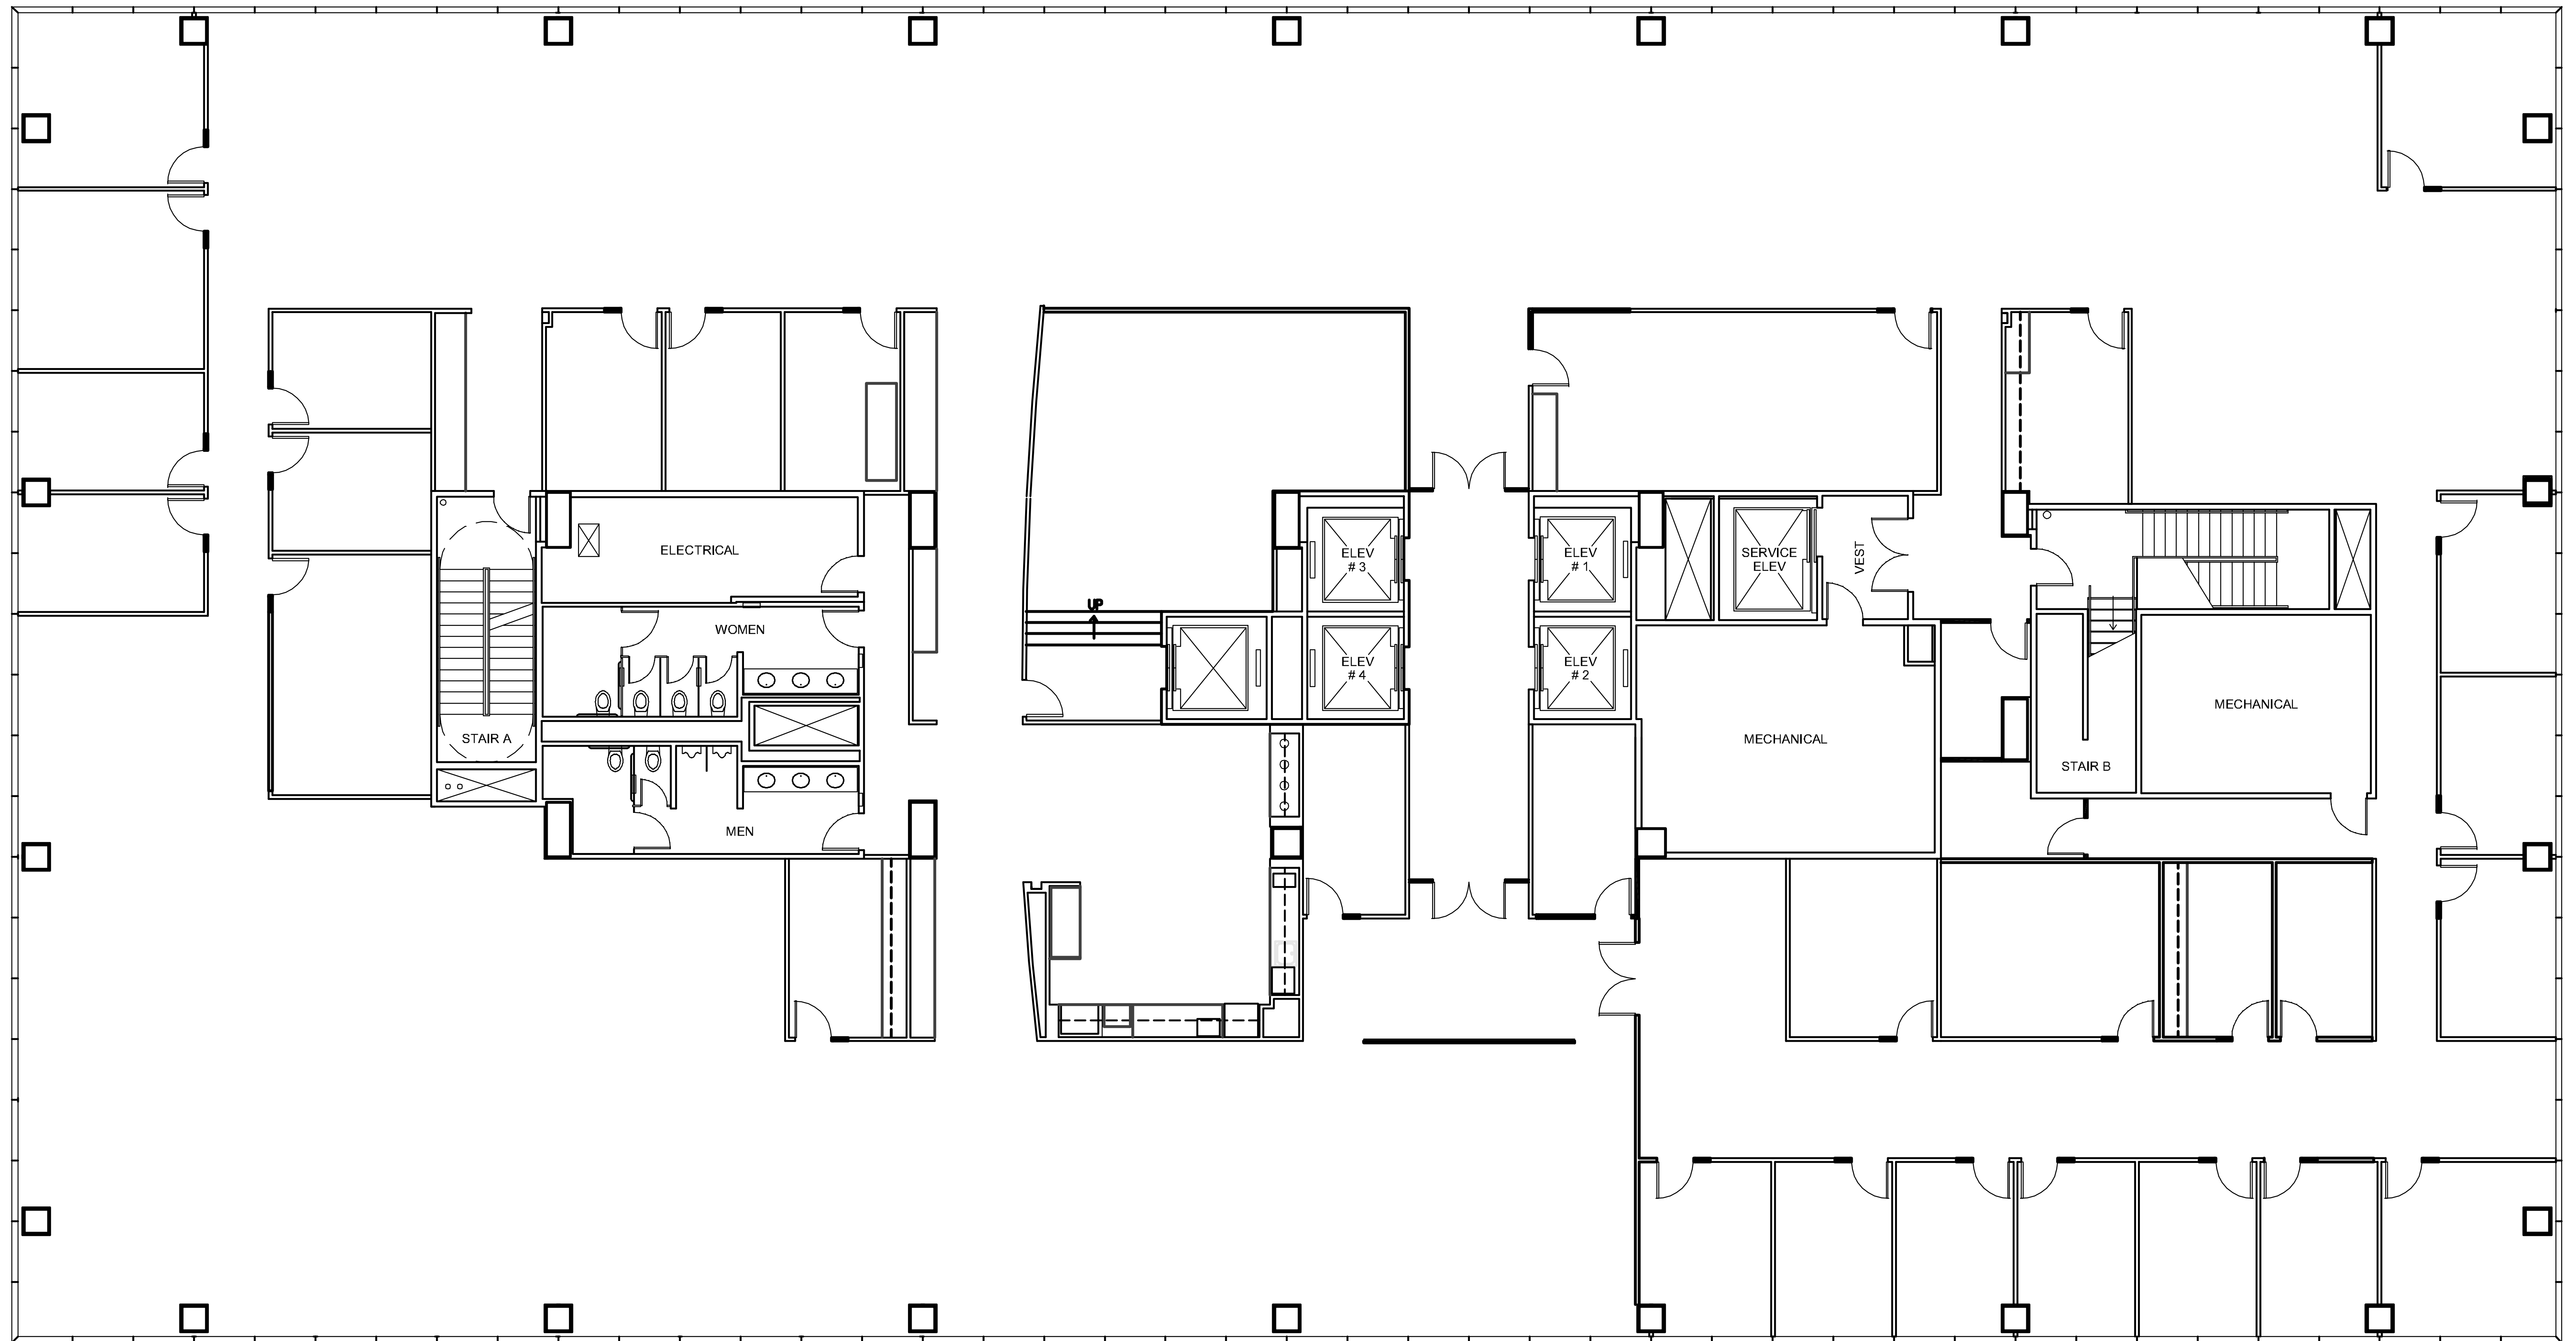 ELECTRICAL
ELEV
# 3
ELEV
# 1
SERVICE
ELEV
VEST
UP
WOMEN
ELEV
# 4
ELEV
# 2
STAIR A
MECHANICAL
MECHANICAL
STAIR B
MEN